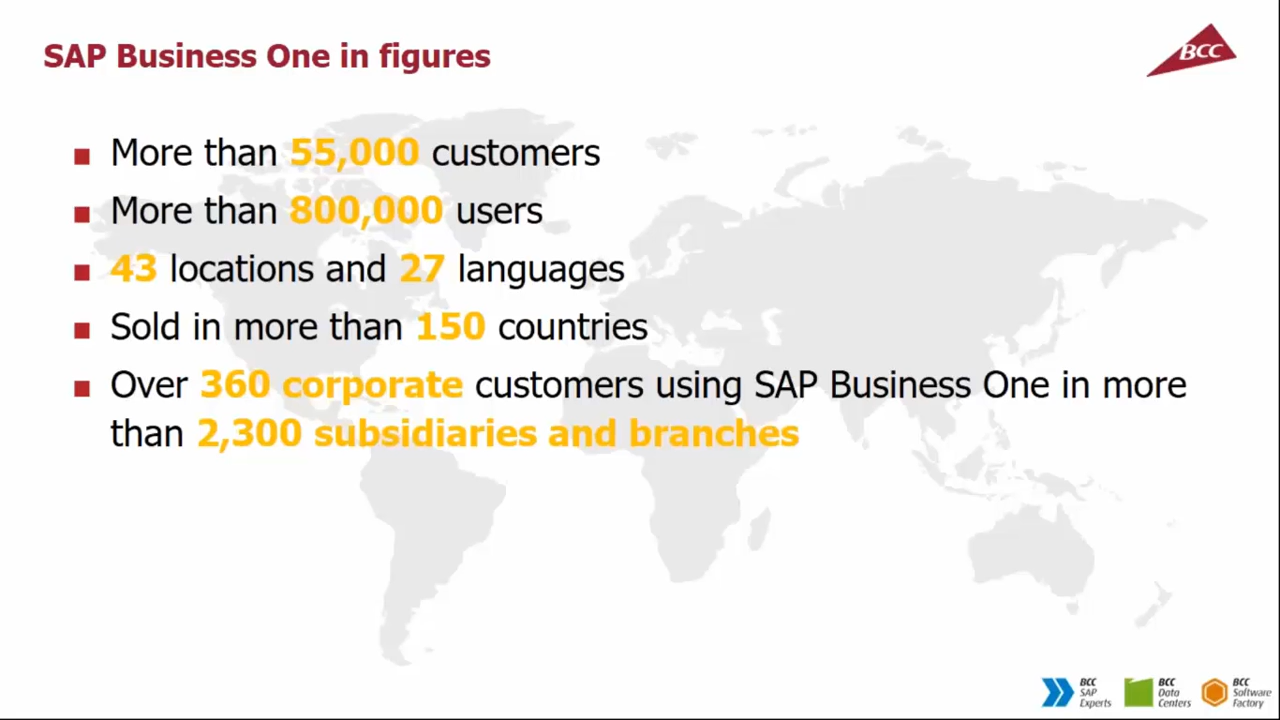 SAP Business One in figures
BCC
More than 55,000 customers
More than 800,000 users
43 locations and 27 languages
Sold in more than 150 countries
Over 360 corporate customers using SAP Business One in more
than 2,300 subsidiaries and branches
BCC
SAP
Experts
BCC
Data
Centers
BCC
Software
Factory